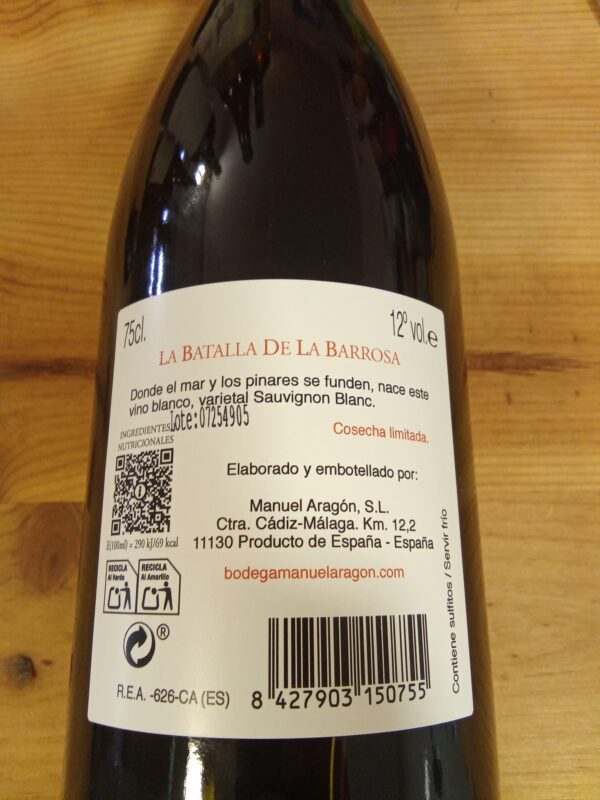 75cl.
12º vol.e
LA BATALLA DE LA BARROSA
Donde el mar y los pinares se funden, nace este
vino blanco, varietal Sauvignon Blanc.
Lote:07254905
INGREDIENTES
NUTRICIONALES
Cosecha limitada.
Elaborado y embotellado por:
Manuel Aragón, S.L.
Ctra. Cádiz-Málaga. Km. 12,2
11130 Producto de España - España
E(100ml) = 290 kJ/69 kcal
bodegamanuelaragon.com
RECICLA
Al Verde
RECICLA
Al Amarillo
®
R.E.A. -626-CA (ES)
8 427903 150755
Contiene sulfitos / Servir frío